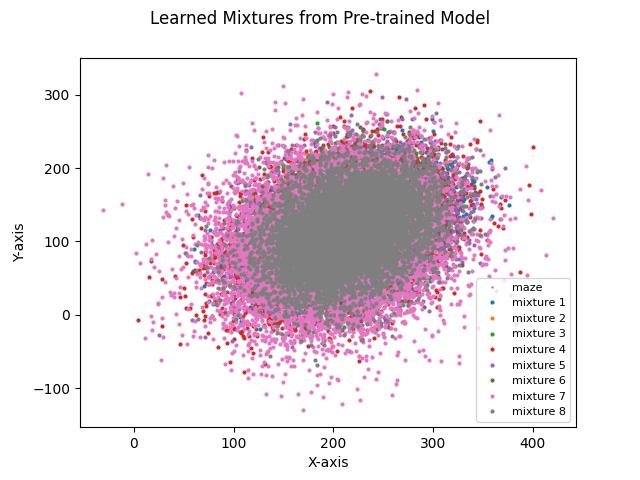 Learned Mixtures from Pre-trained Model
Y-axis
300
200
100
0
−100
0
100
200
300
400
X-axis
maze
mixture 1
mixture 2
mixture 3
mixture 4
mixture 5
mixture 6
mixture 7
mixture 8